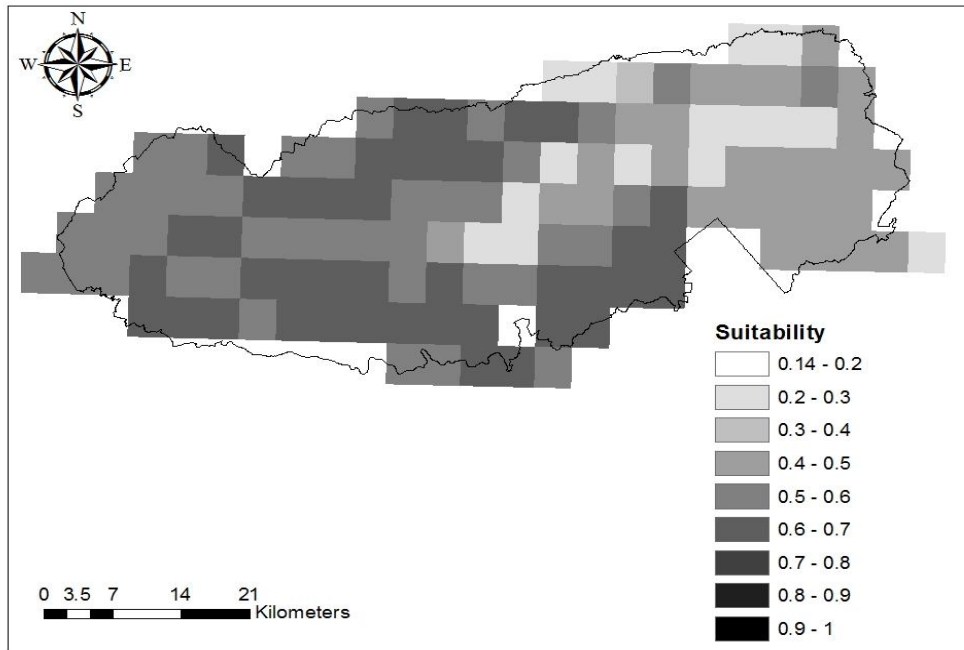 N
W E
S
Suitability
0.14 - 0.2
0.2 - 0.3
0.3 - 0.4
0.4 - 0.5
0.5 - 0.6
0.6 - 0.7
0.7 - 0.8
0.8 - 0.9
0.9 - 1
0 3.5 7 14 21
Kilometers